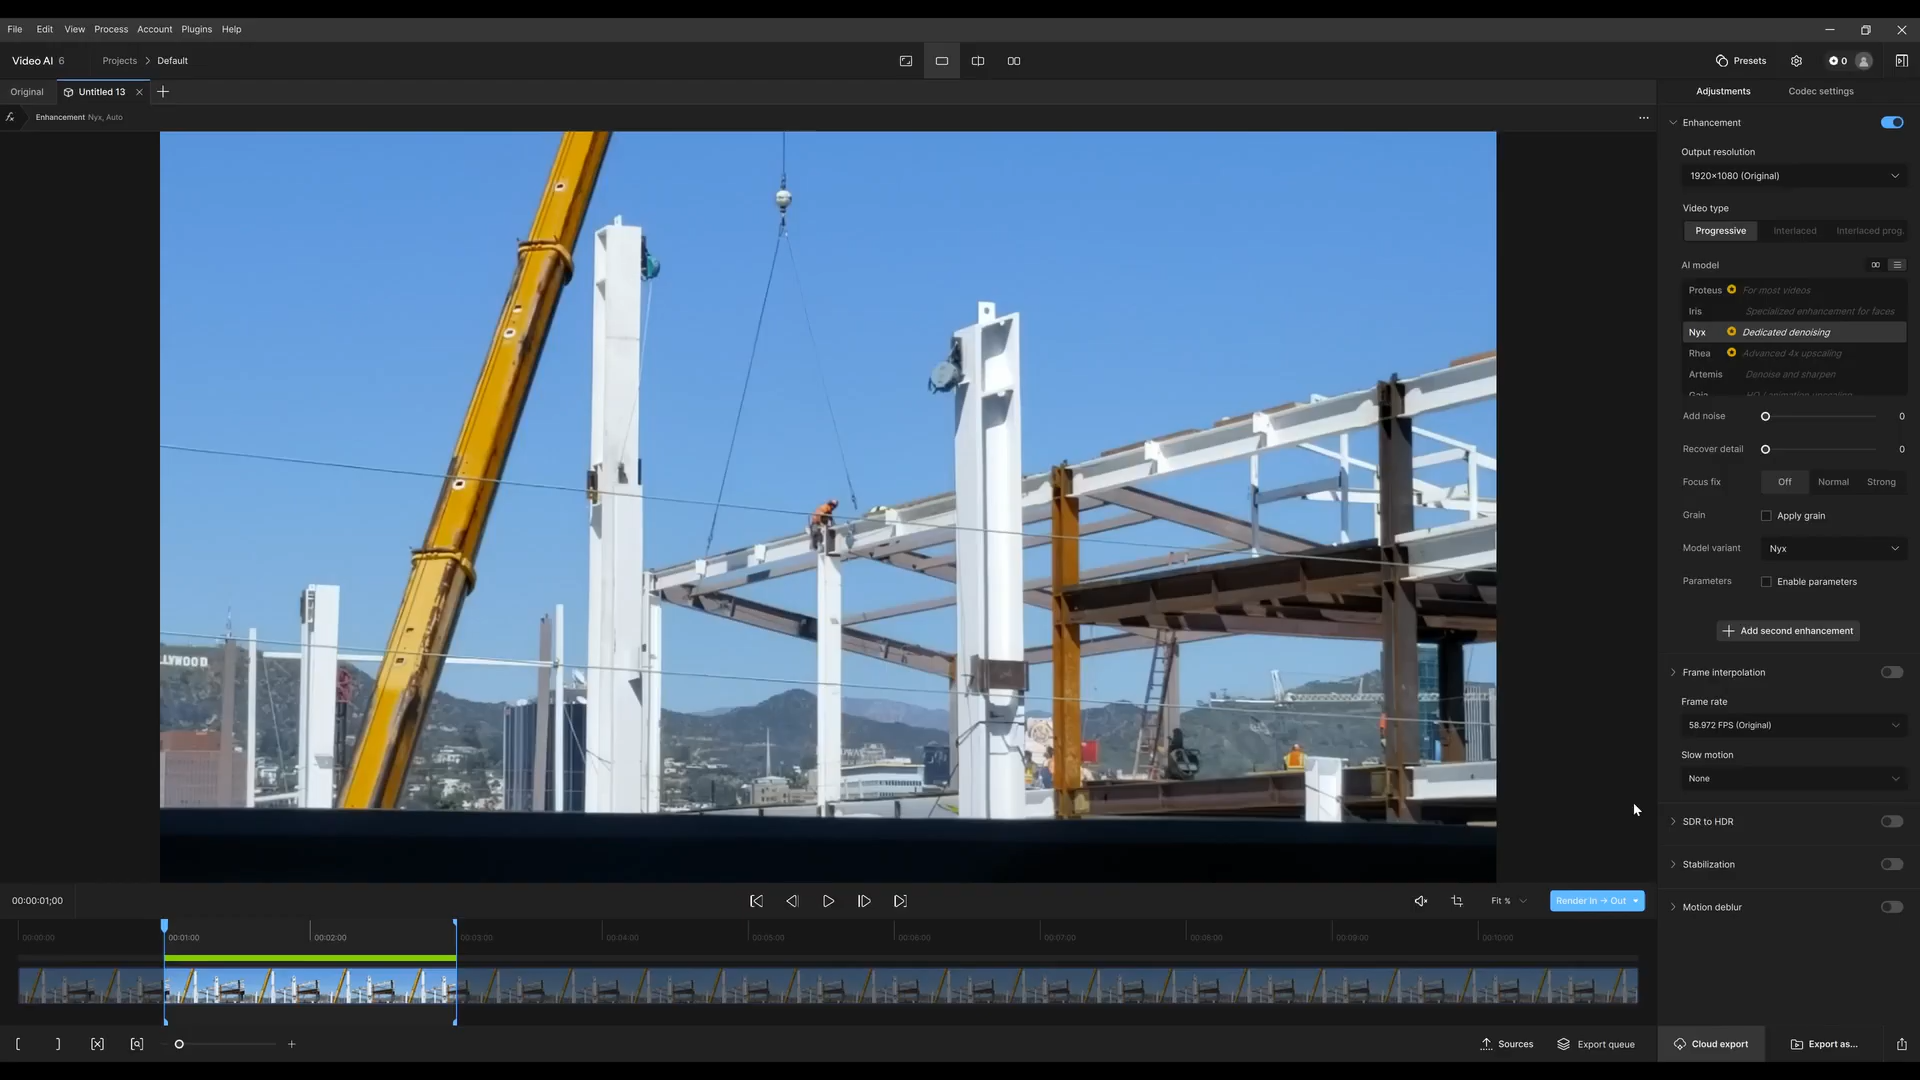 File Edit View Process Account Plugins Help
Video AI 6 Projects > Default Presets 0
Original Untitled 13
Enhancement Nyx, Auto
Adjustments Codec settings
Enhancement
Output resolution
1920×1080 (Original)
Video type
Progressive Interlaced Interlaced prog.
AI model
Proteus For most videos
Iris Specialized enhancement for faces
Nyx Dedicated denoising
Rhea Advanced 4x upscaling
Artemis Denoise and sharpen
Add noise 0
Recover detail 0
Focus fix Off Normal Strong
Grain Apply grain
Model variant Nyx
Parameters Enable parameters
Add second enhancement
Frame interpolation
Frame rate
58.972 FPS (Original)
Slow motion
None
SDR to HDR
Stabilization
Motion deblur
LLYWOOD
00:00:01;00 Fit % Render In → Out
00:00:00 00:01:00 00:02:00 00:03:00 00:04:00 00:05:00 00:06:00 00:07:00 00:08:00 00:09:00 00:10:00
Sources Export queue Cloud export Export as...